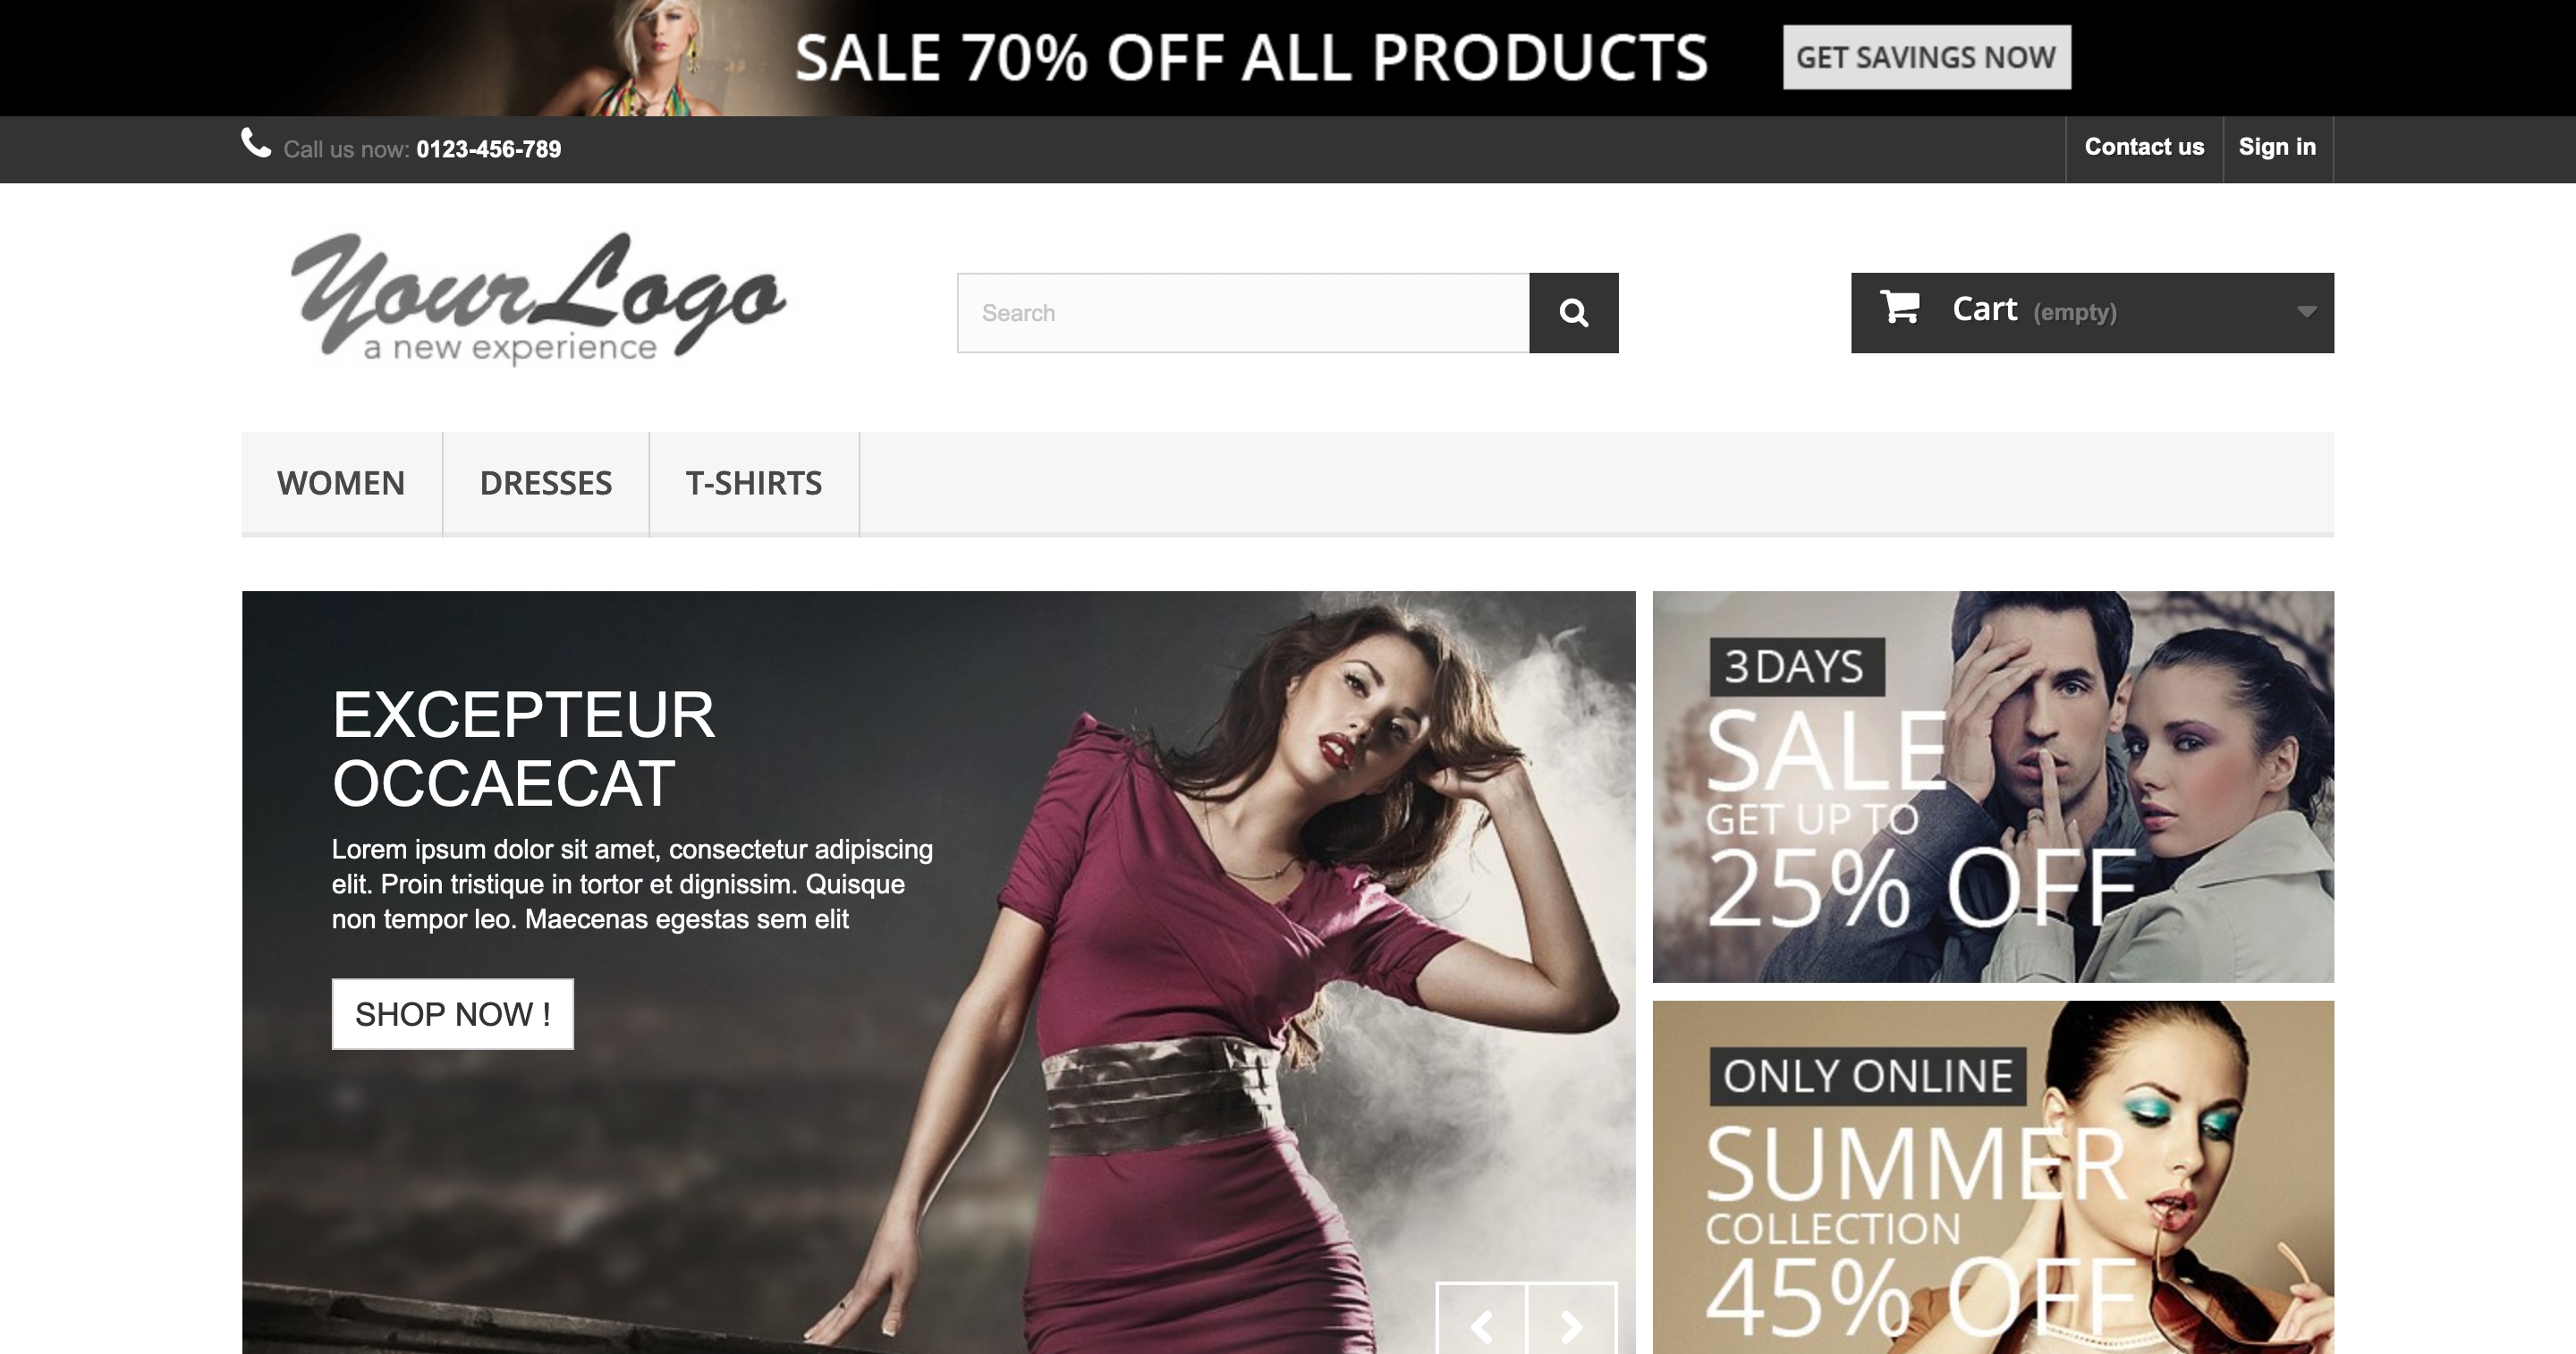 SALE 70% OFF ALL PRODUCTS
GET SAVINGS NOW
Call us now: 0123-456-789
Contact us
Sign in
Your Logo
a new experience
Search
Cart (empty)
WOMEN
DRESSES
T-SHIRTS
EXCEPTEUR
OCCAECAT
Lorem ipsum dolor sit amet, consectetur adipiscing
elit. Proin tristique in tortor et dignissim. Quisque
non tempor leo. Maecenas egestas sem elit
SHOP NOW !
3 DAYS
SALE
GET UP TO
25% OFF
ONLY ONLINE
SUMMER
COLLECTION
45% OFF